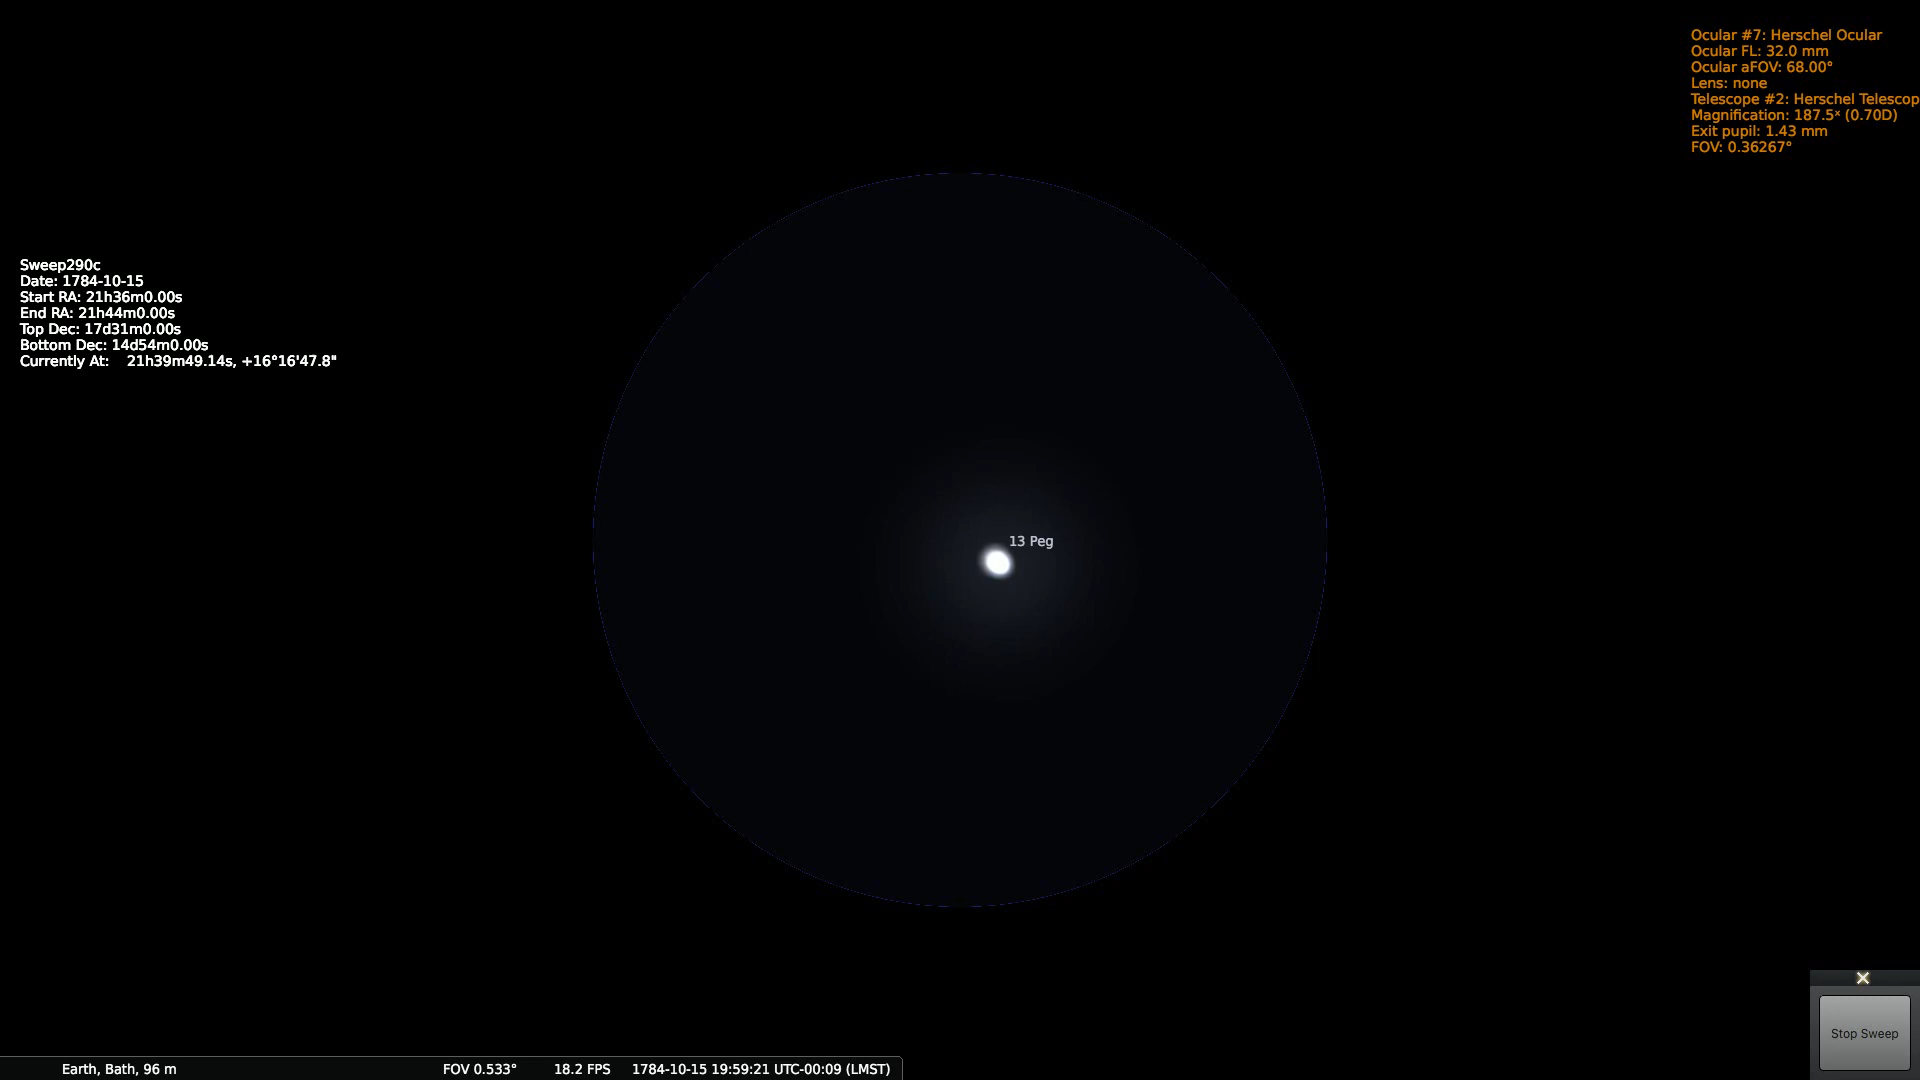 Ocular #7: Herschel Ocular
Ocular FL: 32.0 mm
Ocular aFOV: 68.00°
Lens: none
Telescope #2: Herschel Telescop
Magnification: 187.5ˣ (0.70D)
Exit pupil: 1.43 mm
FOV: 0.36267°
Sweep290c
Date: 1784-10-15
Start RA: 21h36m0.00s
End RA: 21h44m0.00s
Top Dec: 17d31m0.00s
Bottom Dec: 14d54m0.00s
Currently At: 21h39m49.14s, +16°16'47.8"
13 Peg
Stop Sweep
Earth, Bath, 96 m FOV 0.533° 18.2 FPS 1784-10-15 19:59:21 UTC-00:09 (LMST)